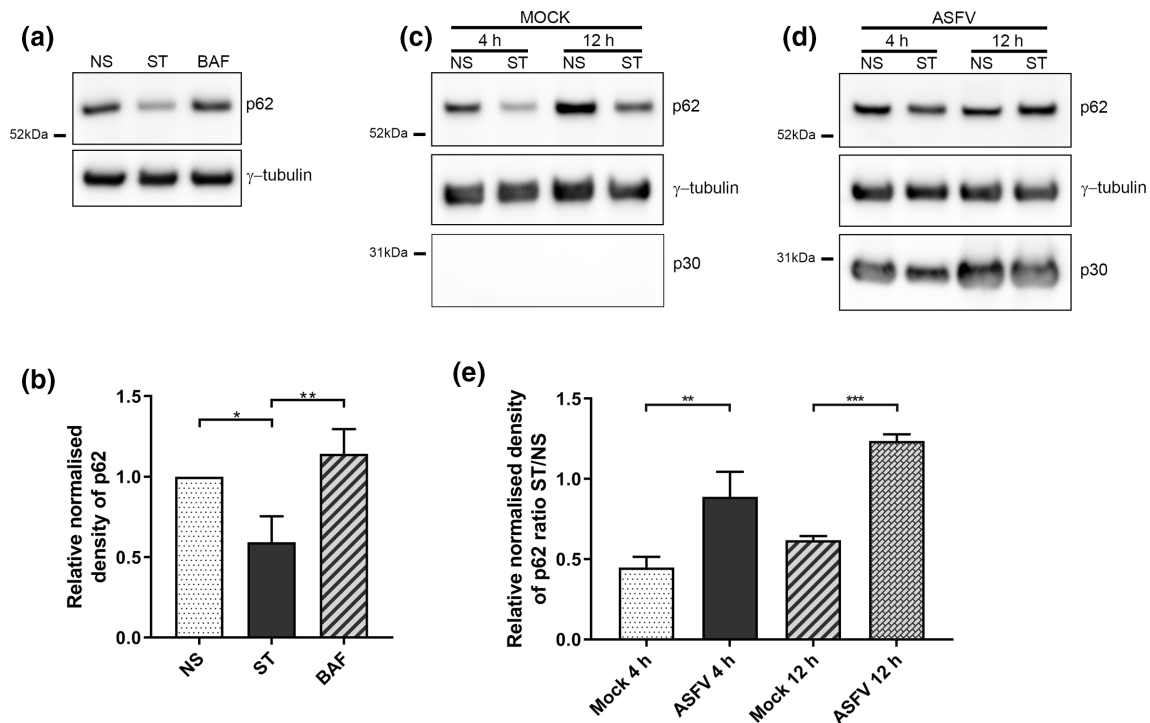 (a)
NS ST BAF
p62
52kDa
γ–tubulin
(c)
MOCK
4 h 12 h
NS ST NS ST
p62
52kDa
γ–tubulin
31kDa
p30
(d)
ASFV
4 h 12 h
NS ST NS ST
p62
52kDa
γ–tubulin
31kDa
p30
(b)
Relative normalised
density of p62
1.5
1.0
0.5
0.0
*
**
NS
ST
BAF
(e)
Relative normalised density
of p62 ratio ST/NS
1.5
1.0
0.5
0.0
**
***
Mock 4 h
ASFV 4 h
Mock 12 h
ASFV 12 h